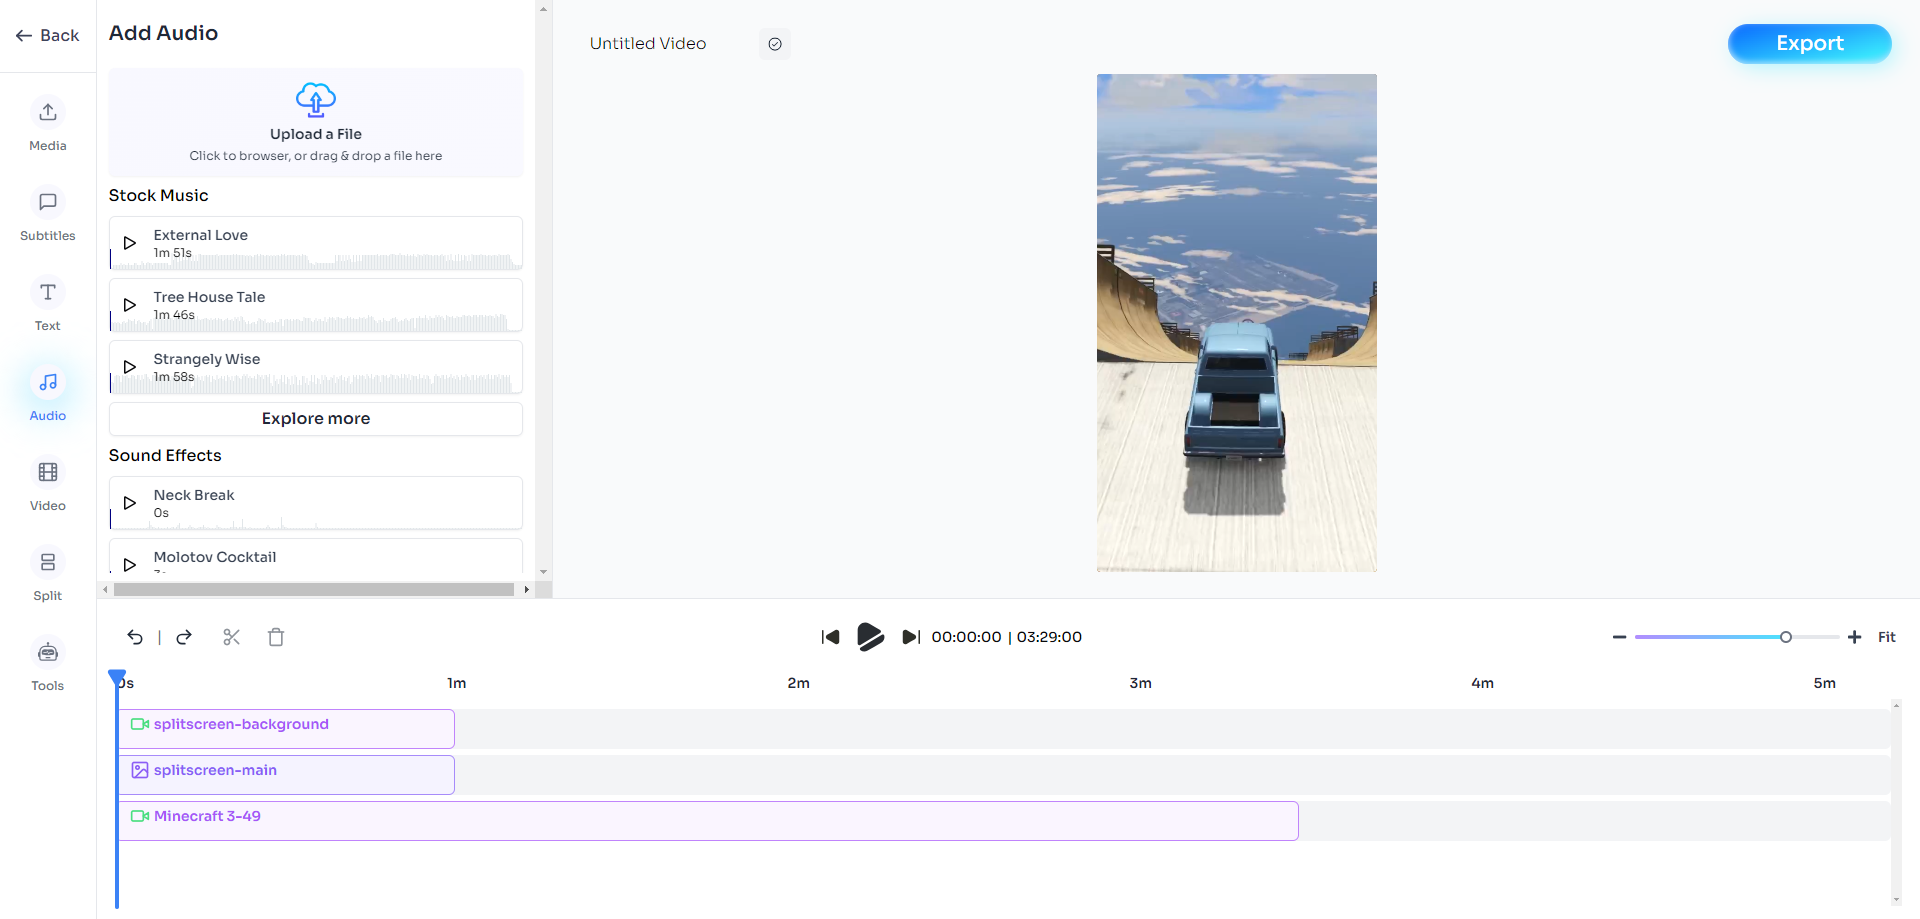 Back
Add Audio
Upload a File
Click to browser, or drag & drop a file here
Stock Music
External Love
1m 51s
Tree House Tale
1m 46s
Strangely Wise
1m 58s
Explore more
Sound Effects
Neck Break
0s
Molotov Cocktail
Media
Subtitles
Text
Audio
Video
Split
Tools
Untitled Video
Export
00:00:00 | 03:29:00
Fit
0s 1m 2m 3m 4m 5m
splitscreen-background
splitscreen-main
Minecraft 3-49